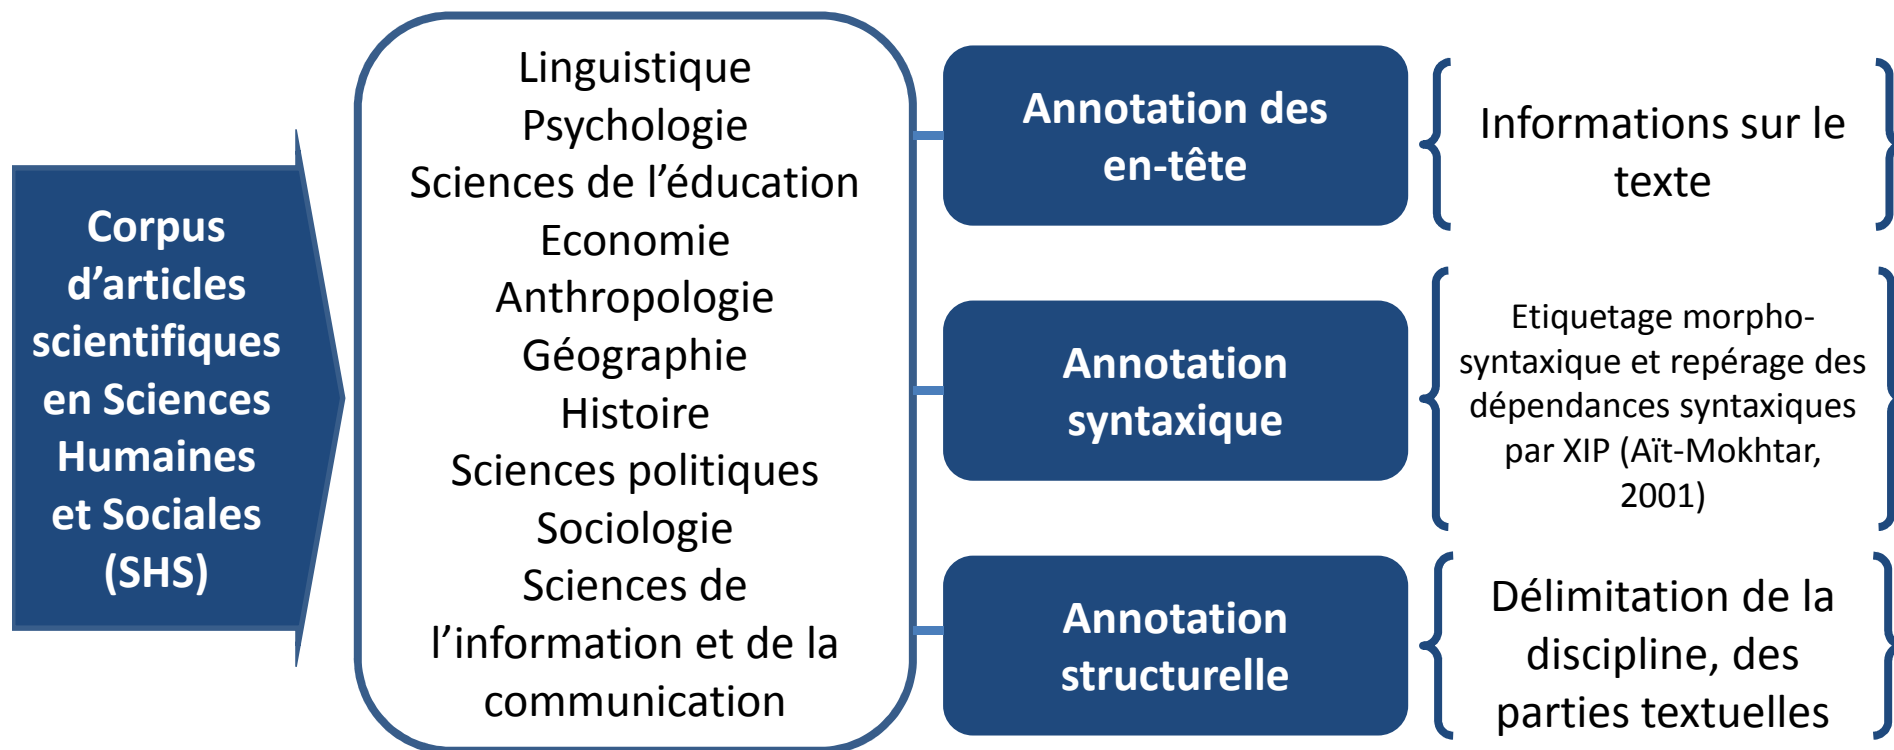 Corpus
d’articles
scientifiques
en Sciences
Humaines
et Sociales
(SHS)
Linguistique
Psychologie
Sciences de l’éducation
Economie
Anthropologie
Géographie
Histoire
Sciences politiques
Sociologie
Sciences de
l’information et de la
communication
Annotation des
en-tête
Informations sur le
texte
Annotation
syntaxique
Etiquetage morpho-
syntaxique et repérage des
dépendances syntaxiques
par XIP (Aït-Mokhtar,
2001)
Annotation
structurelle
Délimitation de la
discipline, des
parties textuelles